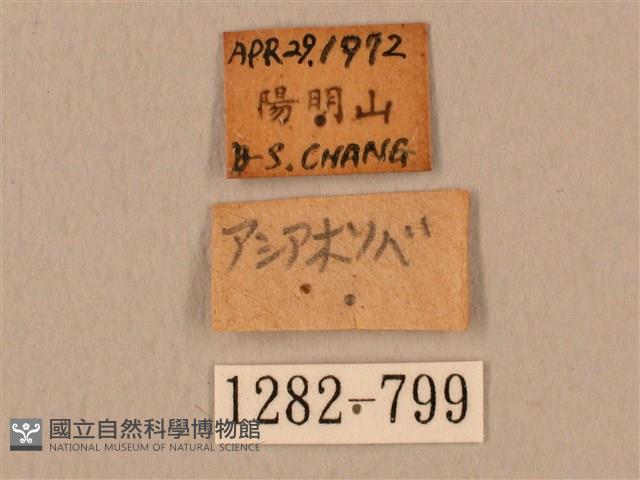 APR 29. 1972
陽明山
Y-S. CHANG
アシアホソバ
1282-799
國立自然科學博物館
NATIONAL MUSEUM OF NATURAL SCIENCE